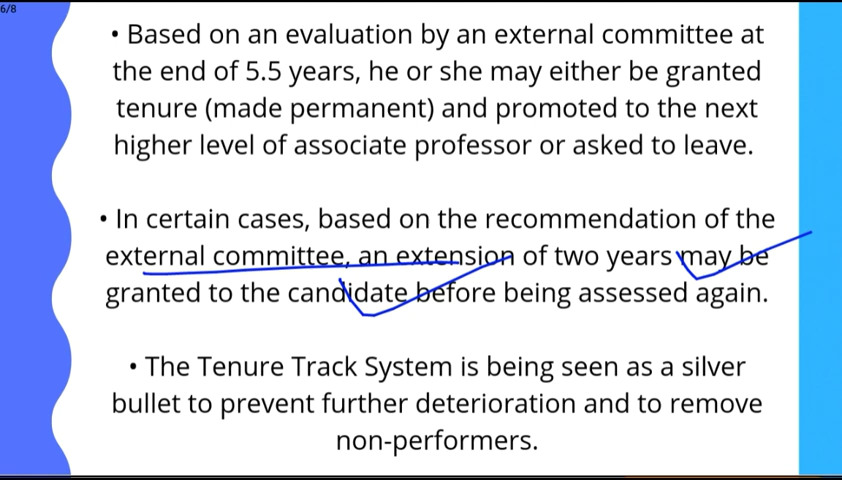 6/8
• Based on an evaluation by an external committee at
the end of 5.5 years, he or she may either be granted
tenure (made permanent) and promoted to the next
higher level of associate professor or asked to leave.
• In certain cases, based on the recommendation of the
external committee, an extension of two years may be
granted to the candidate before being assessed again.
• The Tenure Track System is being seen as a silver
bullet to prevent further deterioration and to remove
non-performers.